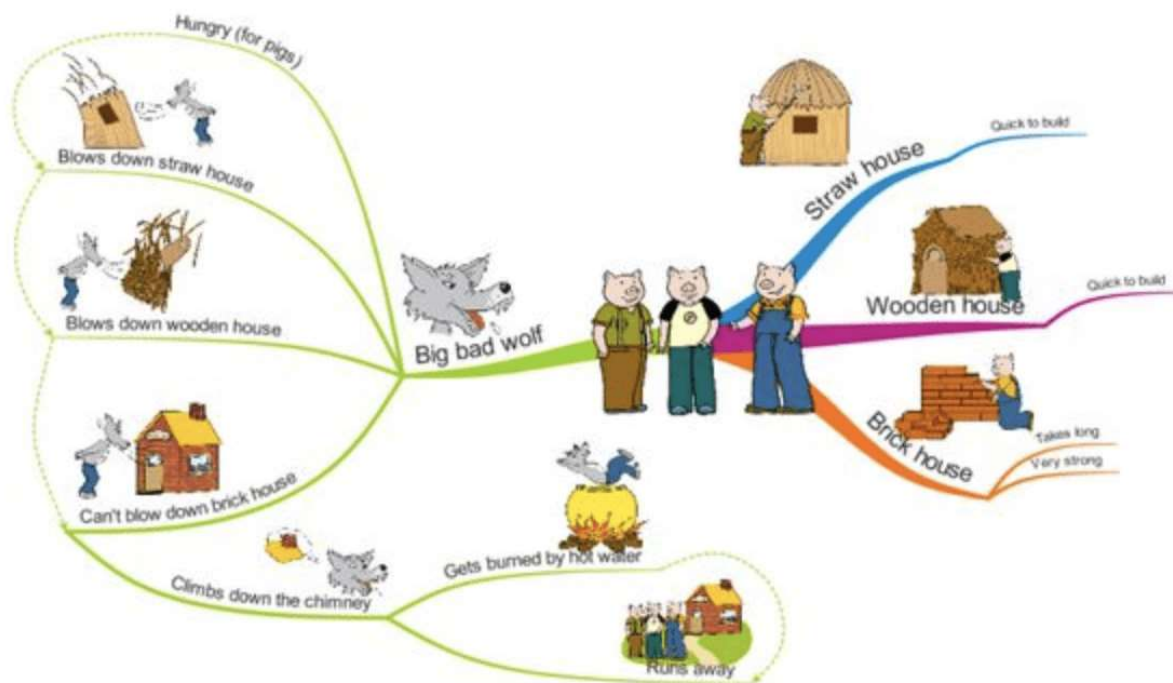 Hungry (for pigs)
Blows down straw house
Blows down wooden house
Big bad wolf
Can't blow down brick house
Climbs down the chimney
Gets burned by hot water
Runs away
Straw house
Quick to build
Wooden house
Quick to build
Brick house
Takes long
Very strong